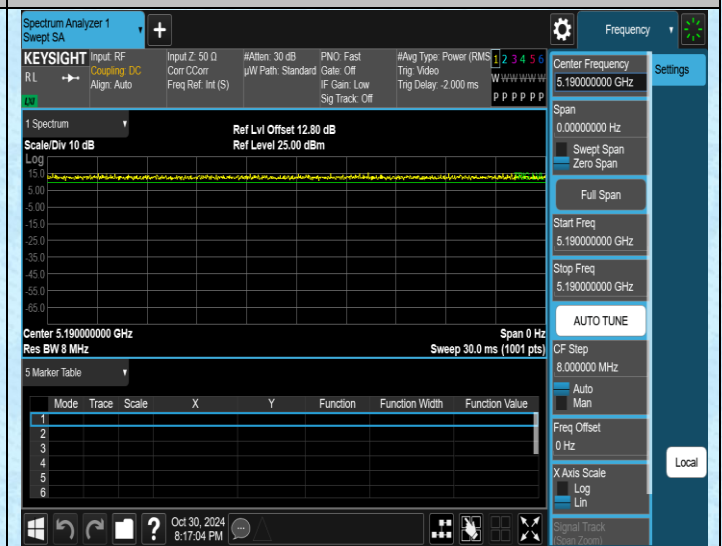 Spectrum Analyzer 1
Swept SA
Frequency
KEYSIGHT
Input: RF
Coupling: DC
Align: Auto
R L
LXI
Input Z: 50 Ω
Corr CCorr
Freq Ref: Int (S)
#Atten: 30 dB
µW Path: Standard
PNO: Fast
Gate: Off
IF Gain: Low
Sig Track: Off
#Avg Type: Power (RMS
Trig: Video
Trig Delay: -2.000 ms
1 2 3 4 5 6
W W W W W W
P P P P P P
1 Spectrum
Scale/Div 10 dB
Ref Lvl Offset 12.80 dB
Ref Level 25.00 dBm
Log
15.0
5.00
-5.00
-15.0
-25.0
-35.0
-45.0
-55.0
-65.0
Center 5.190000000 GHz
Span 0 Hz
Res BW 8 MHz
Sweep 30.0 ms (1001 pts)
5 Marker Table
Mode Trace Scale X Y Function Function Width Function Value
1
2
3
4
5
6
Oct 30, 2024
8:17:04 PM
Center Frequency
5.190000000 GHz
Span
0.00000000 Hz
Swept Span
Zero Span
Full Span
Start Freq
5.190000000 GHz
Stop Freq
5.190000000 GHz
AUTO TUNE
CF Step
8.000000 MHz
Auto
Man
Freq Offset
0 Hz
X Axis Scale
Log
Lin
Signal Track
(Span Zoom)
Settings
Local